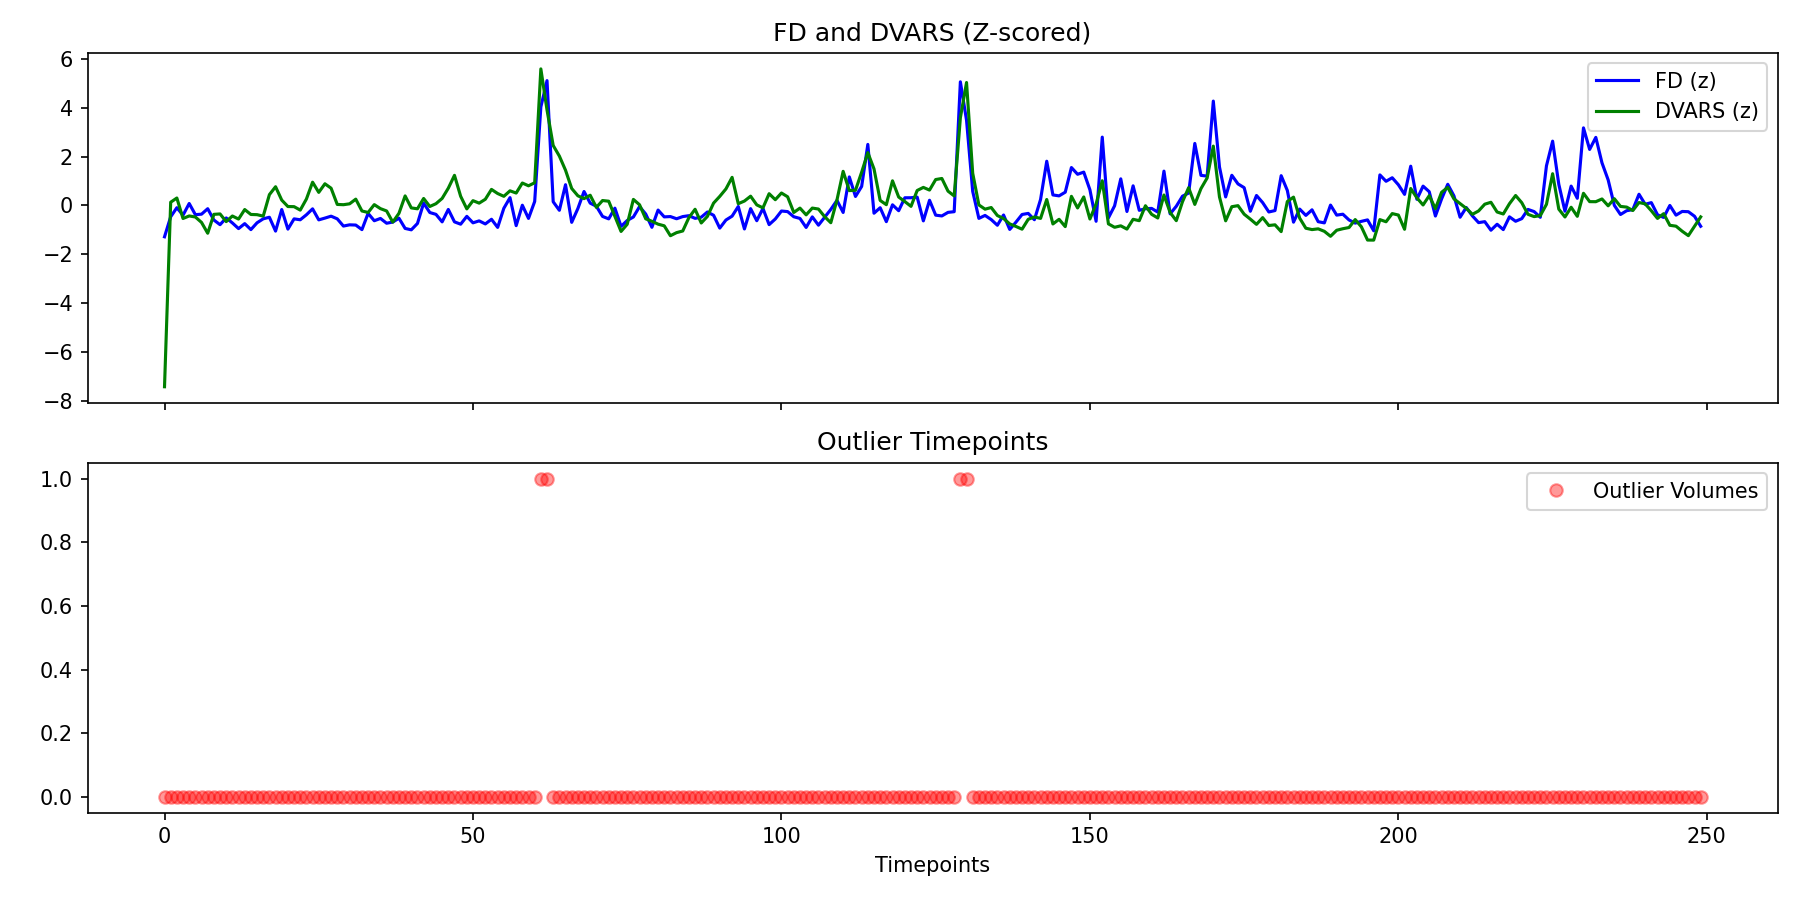 FD and DVARS (Z-scored)
6
4
2
0
−2
−4
−6
−8
FD (z)
DVARS (z)
Outlier Timepoints
1.0
0.8
0.6
0.4
0.2
0.0
Outlier Volumes
0 50 100 150 200 250
Timepoints